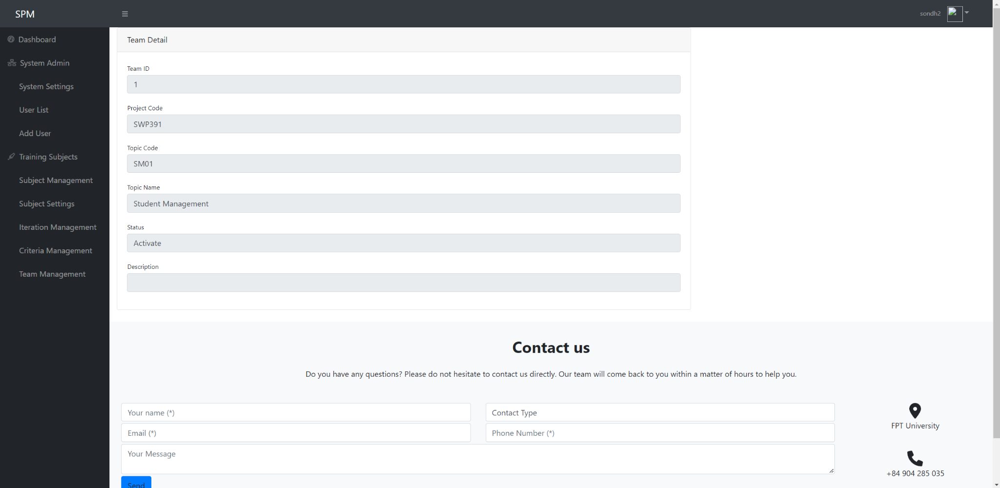 SPM
sondh2
Dashboard
System Admin
System Settings
User List
Add User
Training Subjects
Subject Management
Subject Settings
Iteration Management
Criteria Management
Team Management
Team Detail
Team ID
1
Project Code
SWP391
Topic Code
SM01
Topic Name
Student Management
Status
Activate
Description
Contact us
Do you have any questions? Please do not hesitate to contact us directly. Our team will come back to you within a matter of hours to help you.
Your name (*)
Contact Type
Email (*)
Phone Number (*)
Your Message
Send
FPT University
+84 904 285 035